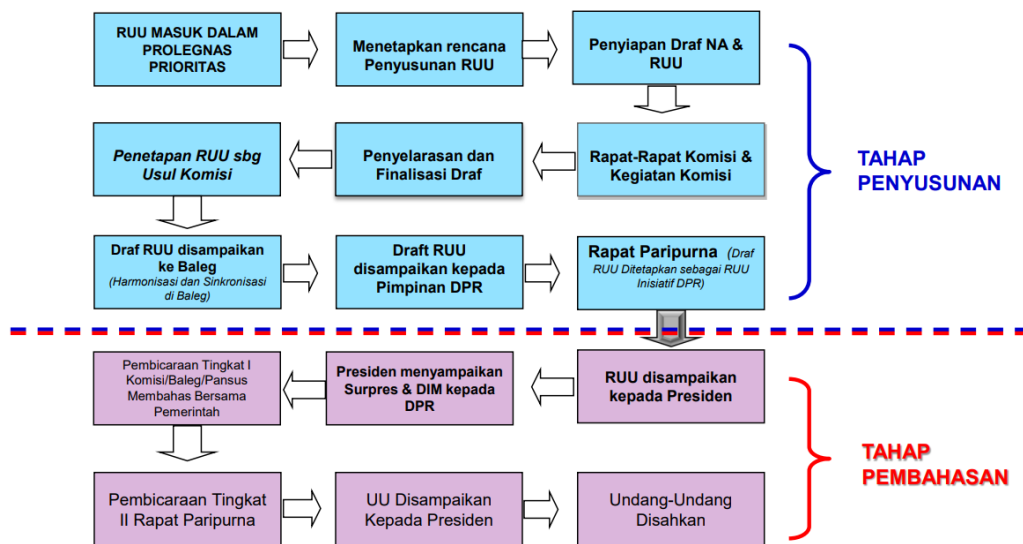 RUU MASUK DALAM
PROLEGNAS
PRIORITAS
Menetapkan rencana
Penyusunan RUU
Penyiapan Draf NA &
RUU
Rapat-Rapat Komisi &
Kegiatan Komisi
Penyelarasan dan
Finalisasi Draf
Penetapan RUU sbg
Usul Komisi
Draf RUU disampaikan
ke Baleg
(Harmonisasi dan Sinkronisasi
di Baleg)
Draft RUU
disampaikan kepada
Pimpinan DPR
Rapat Paripurna (Draf
RUU Ditetapkan sebagai RUU
Inisiatif DPR)
TAHAP
PENYUSUNAN
RUU disampaikan
kepada Presiden
Presiden menyampaikan
Surpres & DIM kepada
DPR
Pembicaraan Tingkat I
Komisi/Baleg/Pansus
Membahas Bersama
Pemerintah
Pembicaraan Tingkat
II Rapat Paripurna
UU Disampaikan
Kepada Presiden
Undang-Undang
Disahkan
TAHAP
PEMBAHASAN